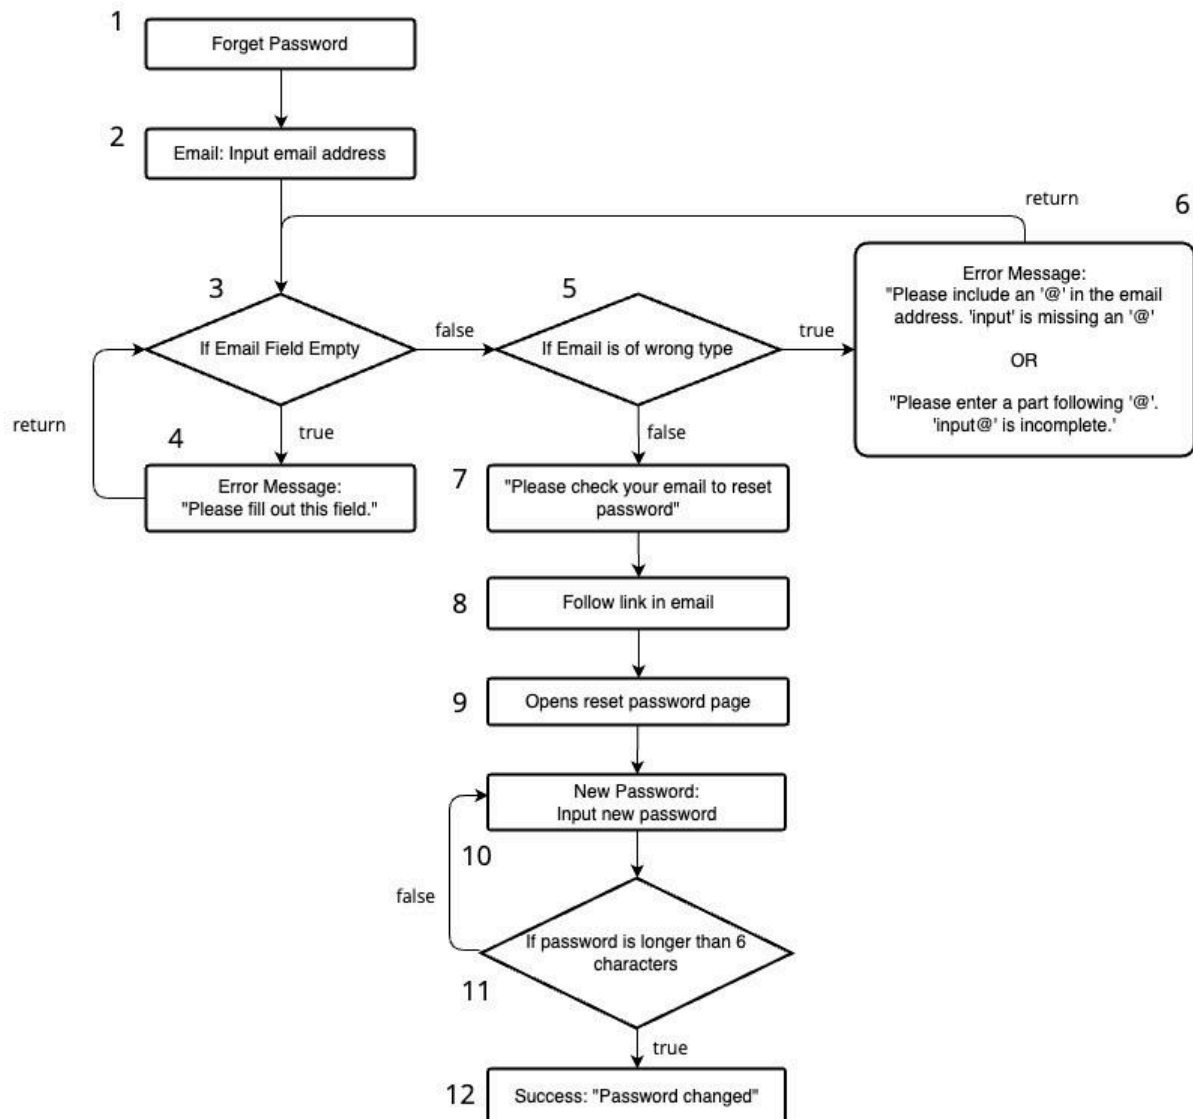 1
Forget Password
2
Email: Input email address
return
6
Error Message:
"Please include an '@' in the email
address. 'input' is missing an '@'
OR
"Please enter a part following '@'.
'input@' is incomplete.'
3
If Email Field Empty
false
5
If Email is of wrong type
true
return
true
4
Error Message:
"Please fill out this field."
false
7
"Please check your email to reset
password"
8
Follow link in email
9
Opens reset password page
New Password:
Input new password
10
false
If password is longer than 6
characters
11
true
12
Success: "Password changed"